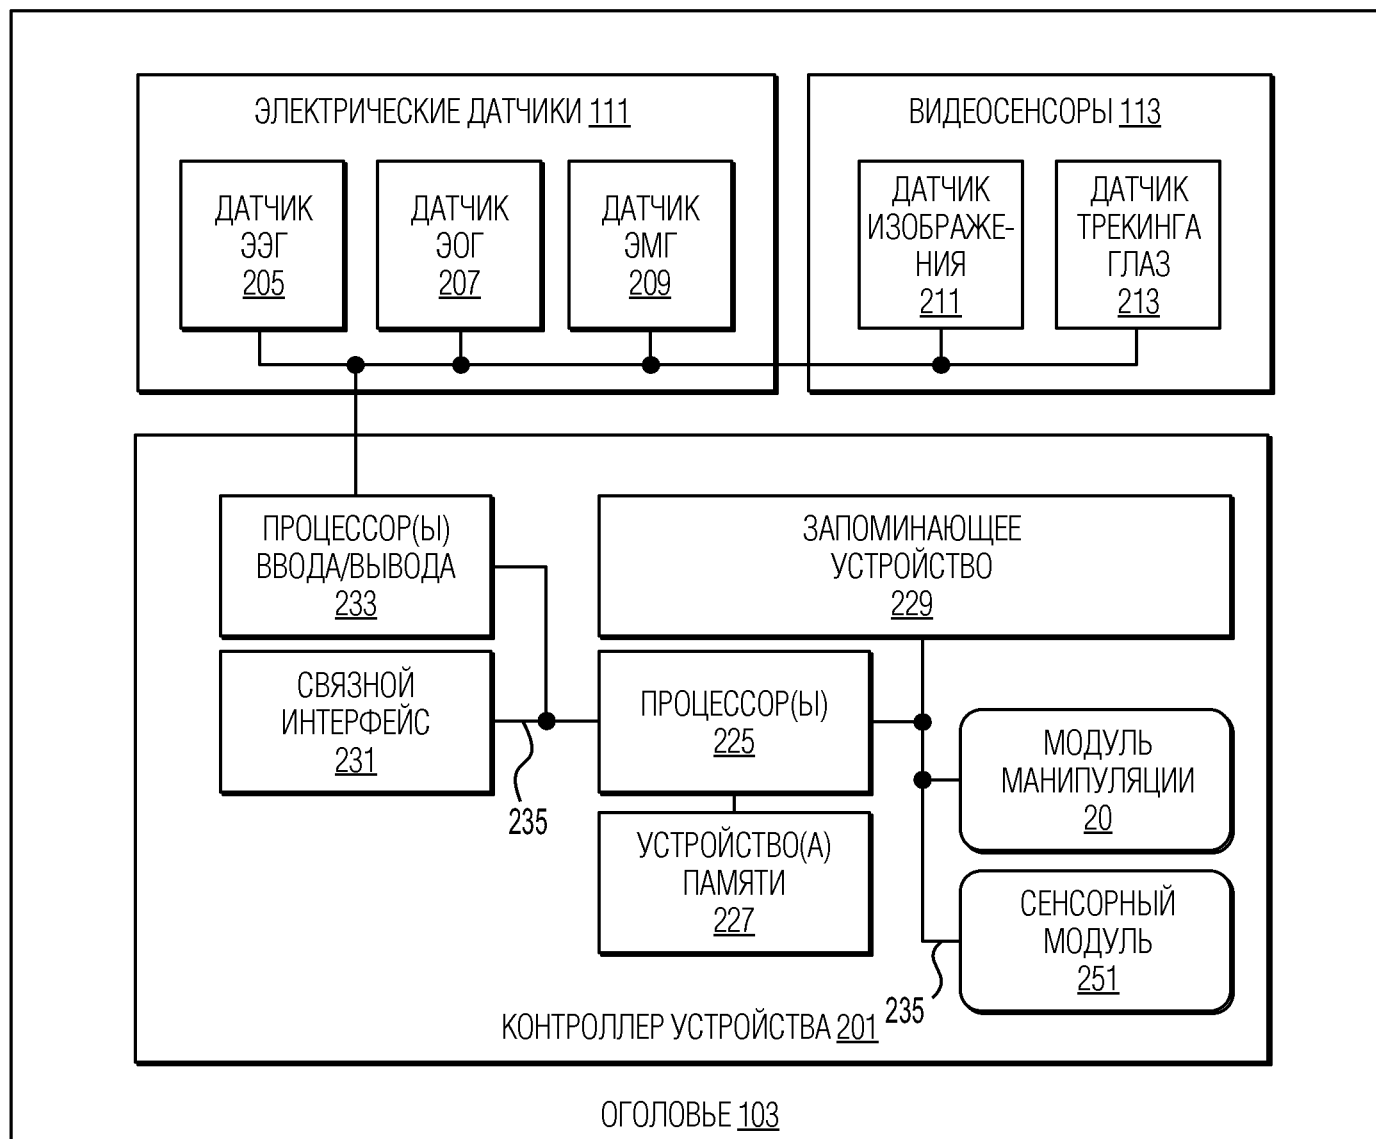 ЭЛЕКТРИЧЕСКИЕ ДАТЧИКИ 111
ДАТЧИК
ЭЭГ
205
ДАТЧИК
ЭОГ
207
ДАТЧИК
ЭМГ
209
ВИДЕОСЕНСОРЫ 113
ДАТЧИК
ИЗОБРАЖЕ-
НИЯ
211
ДАТЧИК
ТРЕКИНГА
ГЛАЗ
213
ПРОЦЕССОР(Ы)
ВВОДА/ВЫВОДА
233
ЗАПОМИНАЮЩЕЕ
УСТРОЙСТВО
229
СВЯЗНОЙ
ИНТЕРФЕЙС
231
235
ПРОЦЕССОР(Ы)
225
УСТРОЙСТВО(А)
ПАМЯТИ
227
МОДУЛЬ
МАНИПУЛЯЦИИ
20
СЕНСОРНЫЙ
МОДУЛЬ
251
235
КОНТРОЛЛЕР УСТРОЙСТВА 201
ОГОЛОВЬЕ 103